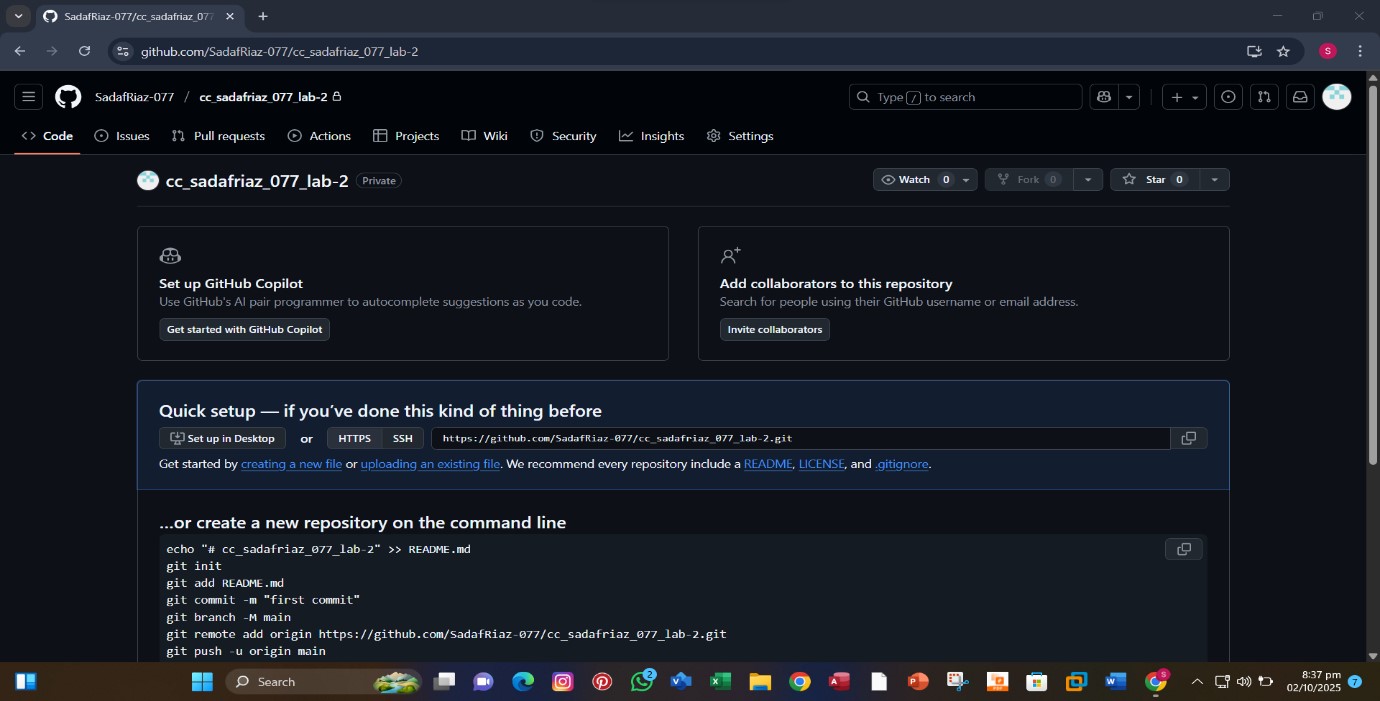 SadafRiaz-077/cc_sadafriaz_077
github.com/SadafRiaz-077/cc_sadafriaz_077_lab-2
S
SadafRiaz-077 / cc_sadafriaz_077_lab-2
Type / to search
Code Issues Pull requests Actions Projects Wiki Security Insights Settings
cc_sadafriaz_077_lab-2 Private
Watch 0 Fork 0 Star 0
Set up GitHub Copilot
Use GitHub's AI pair programmer to autocomplete suggestions as you code.
Get started with GitHub Copilot
Add collaborators to this repository
Search for people using their GitHub username or email address.
Invite collaborators
Quick setup — if you've done this kind of thing before
Set up in Desktop or HTTPS SSH https://github.com/SadafRiaz-077/cc_sadafriaz_077_lab-2.git
Get started by creating a new file or uploading an existing file. We recommend every repository include a README, LICENSE, and .gitignore.
...or create a new repository on the command line
echo "# cc_sadafriaz_077_lab-2" >> README.md
git init
git add README.md
git commit -m "first commit"
git branch -M main
git remote add origin https://github.com/SadafRiaz-077/cc_sadafriaz_077_lab-2.git
git push -u origin main
Search
2
S
8:37 pm
02/10/2025
7